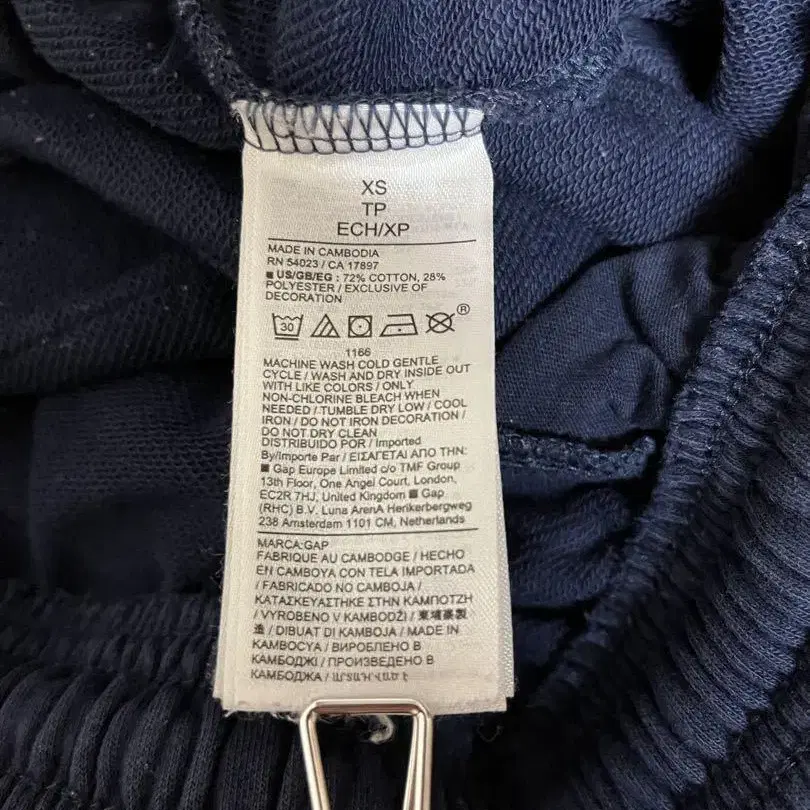 XS
TP
ECH/XP
MADE IN CAMBODIA
RN 54023 / CA 17897
■ US/GB/EG : 72% COTTON, 28%
POLYESTER / EXCLUSIVE OF
DECORATION
30
®
1166
MACHINE WASH COLD GENTLE
CYCLE / WASH AND DRY INSIDE OUT
WITH LIKE COLORS / ONLY
NON-CHLORINE BLEACH WHEN
NEEDED / TUMBLE DRY LOW / COOL
IRON / DO NOT IRON DECORATION /
DO NOT DRY CLEAN
DISTRIBUIDO POR / Imported
By/Importe Par / ΕΙΣΑΓΕΤΑΙ ΑΠΟ ΤΗΝ:
■ Gap Europe Limited c/o TMF Group
13th Floor, One Angel Court, London,
EC2R 7HJ, United Kingdom ■ Gap
(RHC) B.V. Luna ArenA Herikerbergweg
238 Amsterdam 1101 CM, Netherlands
MARCA:GAP
FABRIQUE AU CAMBODGE / HECHO
EN CAMBOYA CON TELA IMPORTADA
/ FABRICADO NO CAMBOJA /
ΚΑΤΑΣΚΕΥΑΣΤΗΚΕ ΣΤΗΝ ΚΑΜΠΟΤΖΗ
/ VYROBENO V KAMBODŽI / 柬埔寨製
造 / DIBUAT DI KAMBOJA / MADE IN
KAMBOCYA / ВИРОБЛЕНО В
КАМБОДЖІ / ПРОИЗВЕДЕНО В
КАМБОДЖА /